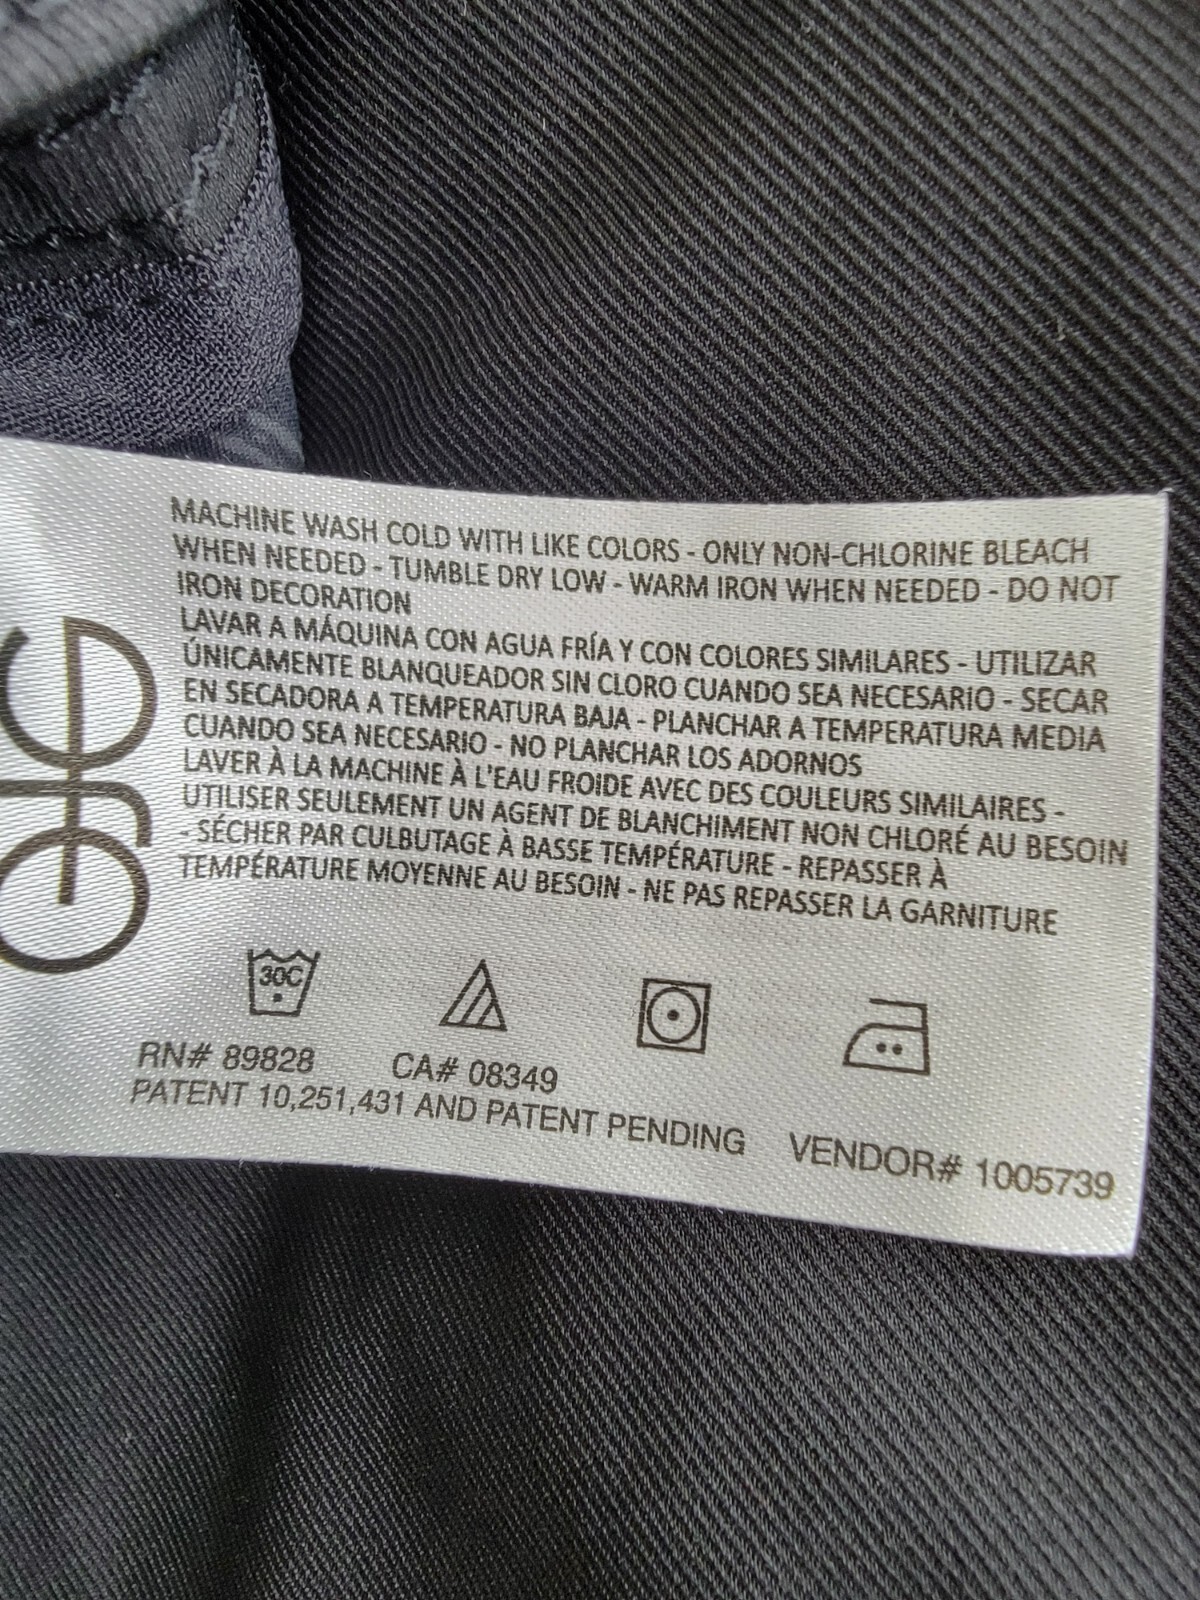 MACHINE WASH COLD WITH LIKE COLORS - ONLY NON-CHLORINE BLEACH
WHEN NEEDED - TUMBLE DRY LOW - WARM IRON WHEN NEEDED - DO NOT
IRON DECORATION
LAVAR A MÁQUINA CON AGUA FRÍA Y CON COLORES SIMILARES - UTILIZAR
ÚNICAMENTE BLANQUEADOR SIN CLORO CUANDO SEA NECESARIO - SECAR
EN SECADORA A TEMPERATURA BAJA - PLANCHAR A TEMPERATURA MEDIA
CUANDO SEA NECESARIO - NO PLANCHAR LOS ADORNOS
LAVER À LA MACHINE À L'EAU FROIDE AVEC DES COULEURS SIMILAIRES -
UTILISER SEULEMENT UN AGENT DE BLANCHIMENT NON CHLORÉ AU BESOIN
- SÉCHER PAR CULBUTAGE À BASSE TEMPÉRATURE - REPASSER À
TEMPÉRATURE MOYENNE AU BESOIN - NE PAS REPASSER LA GARNITURE
30C
RN# 89828 CA# 08349
PATENT 10,251,431 AND PATENT PENDING VENDOR# 1005739